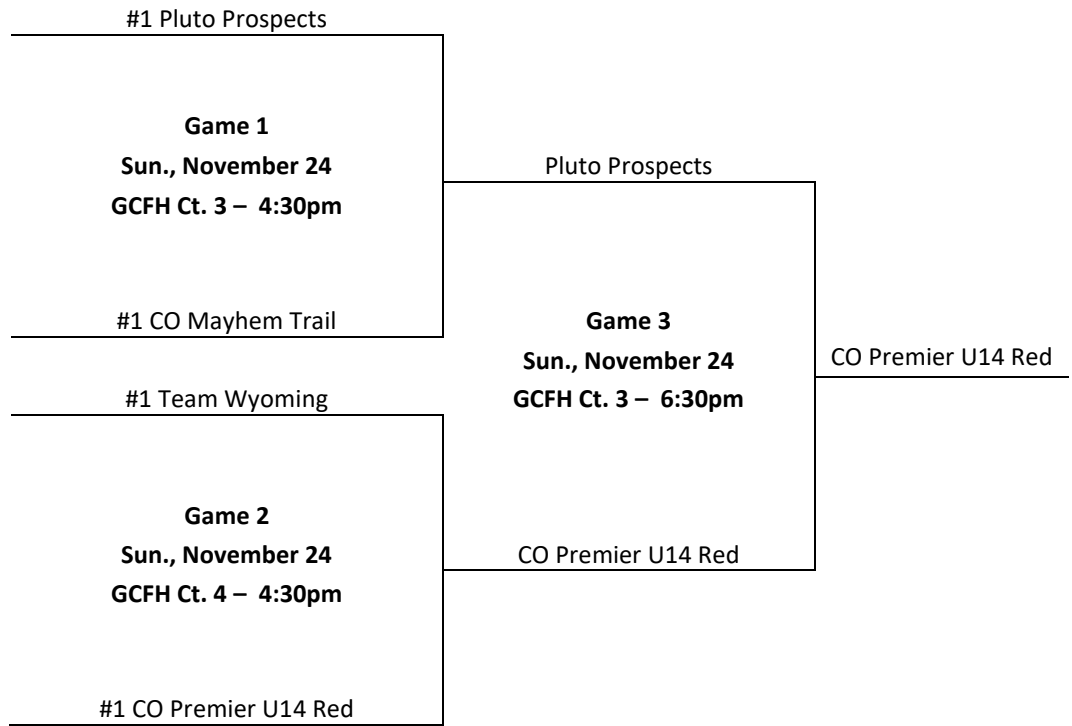 #1 Pluto Prospects
Game 1
Sun., November 24
GCFH Ct. 3 – 4:30pm
#1 CO Mayhem Trail
#1 Team Wyoming
Game 2
Sun., November 24
GCFH Ct. 4 – 4:30pm
#1 CO Premier U14 Red
Pluto Prospects
Game 3
Sun., November 24
GCFH Ct. 3 – 6:30pm
CO Premier U14 Red
CO Premier U14 Red